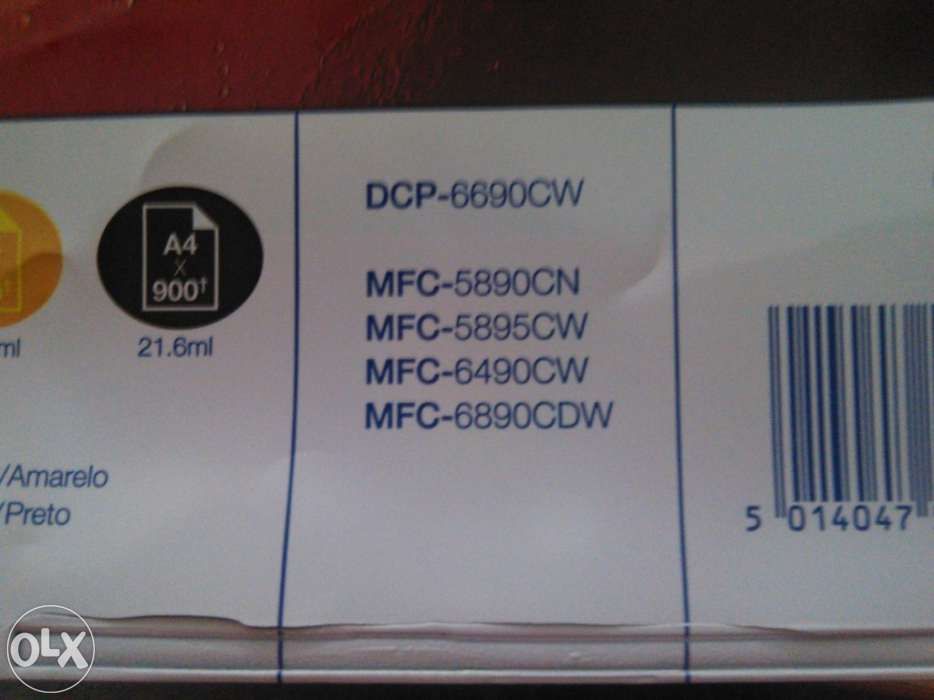 A4
x
900†
ml
21.6ml
/Amarelo
/Preto
DCP-6690CW
MFC-5890CN
MFC-5895CW
MFC-6490CW
MFC-6890CDW
5 014047
OLX